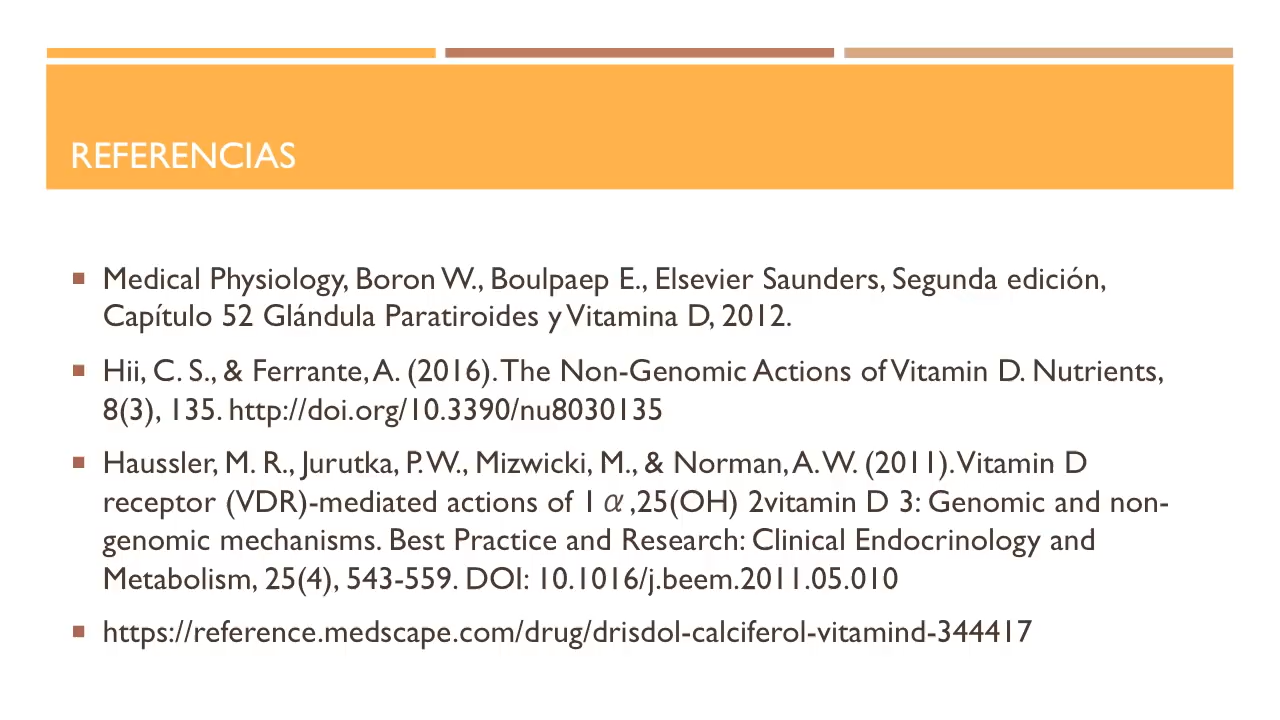 REFERENCIAS
Medical Physiology, Boron W., Boulpaep E., Elsevier Saunders, Segunda edición,
Capítulo 52 Glándula Paratiroides y Vitamina D, 2012.
Hii, C. S., & Ferrante, A. (2016). The Non-Genomic Actions of Vitamin D. Nutrients,
8(3), 135. http://doi.org/10.3390/nu8030135
Haussler, M. R., Jurutka, P. W., Mizwicki, M., & Norman, A. W. (2011). Vitamin D
receptor (VDR)-mediated actions of 1α,25(OH) 2vitamin D 3: Genomic and non-
genomic mechanisms. Best Practice and Research: Clinical Endocrinology and
Metabolism, 25(4), 543-559. DOI: 10.1016/j.beem.2011.05.010
https://reference.medscape.com/drug/drisdol-calciferol-vitamind-344417